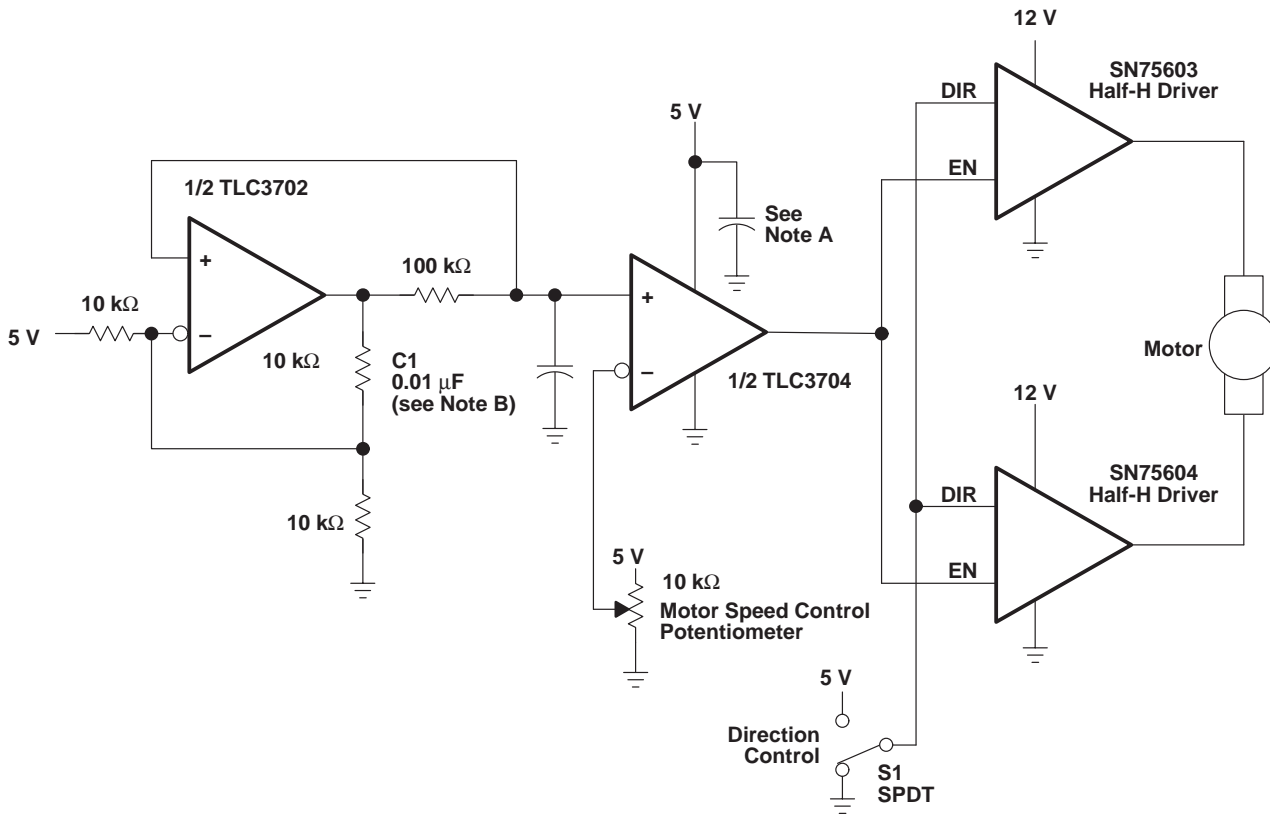 12 V
SN75603
Half-H Driver
DIR
5 V
EN
1/2 TLC3702
See
Note A
100 kΩ
+
10 kΩ
+
5 V
−
10 kΩ
C1
0.01 μF
(see Note B)
−
1/2 TLC3704
Motor
12 V
SN75604
Half-H Driver
DIR
10 kΩ
5 V
EN
10 kΩ
Motor Speed Control
Potentiometer
5 V
Direction
Control
S1
SPDT